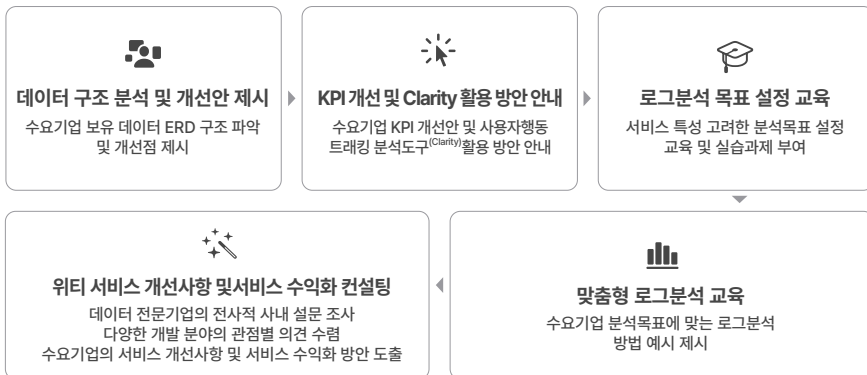 데이터 구조 분석 및 개선안 제시
수요기업 보유 데이터 ERD 구조 파악
및 개선점 제시
KPI 개선 및 Clarity 활용 방안 안내
수요기업 KPI 개선안 및 사용자행동
트래킹 분석도구(Clarity)활용 방안 안내
로그분석 목표 설정 교육
서비스 특성 고려한 분석목표 설정
교육 및 실습과제 부여
맞춤형 로그분석 교육
수요기업 분석목표에 맞는 로그분석
방법 예시 제시
위티 서비스 개선사항 및서비스 수익화 컨설팅
데이터 전문기업의 전사적 사내 설문 조사
다양한 개발 분야의 관점별 의견 수렴
수요기업의 서비스 개선사항 및 서비스 수익화 방안 도출